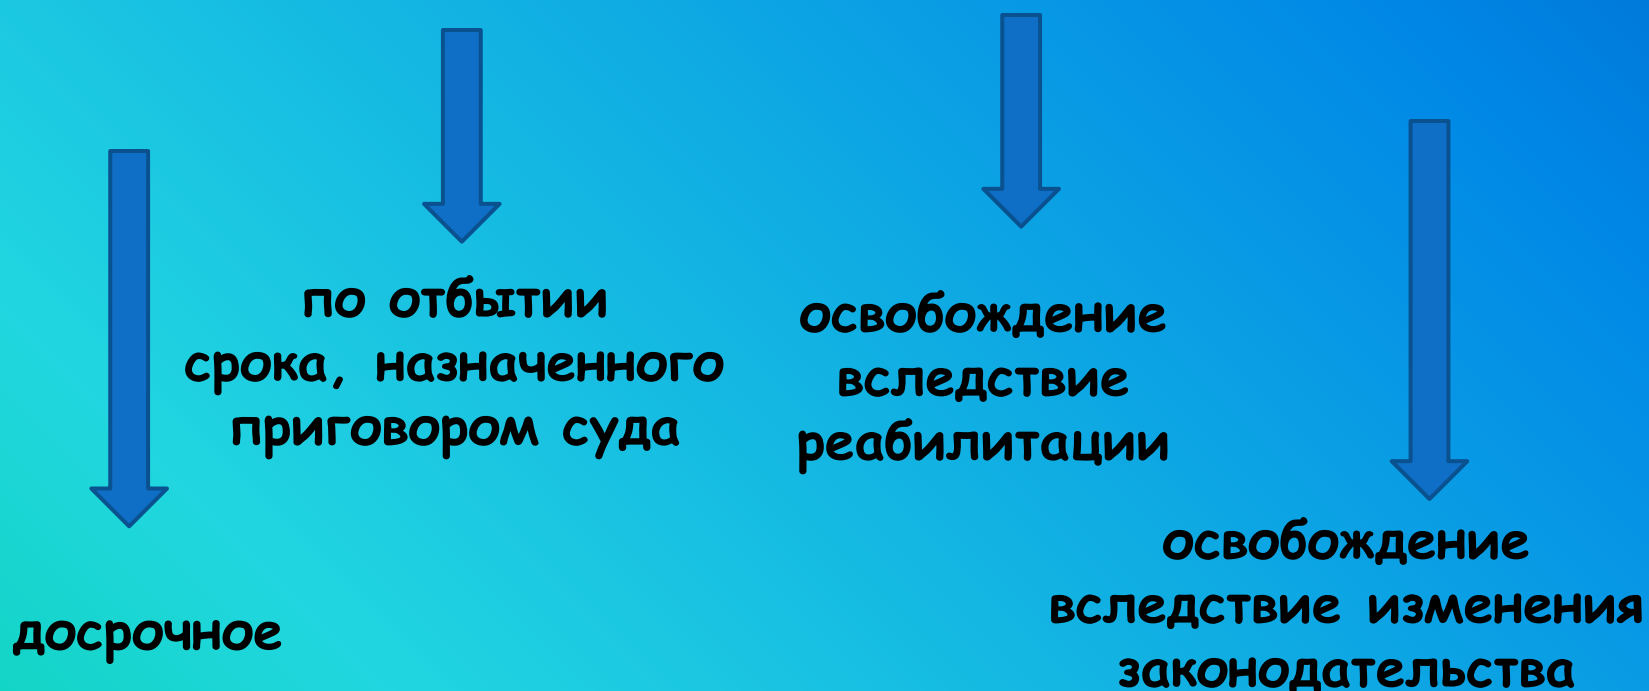 по отбытии
срока, назначенного
приговором суда
освобождение
вследствие
реабилитации
досрочное
освобождение
вследствие изменения
законодательства